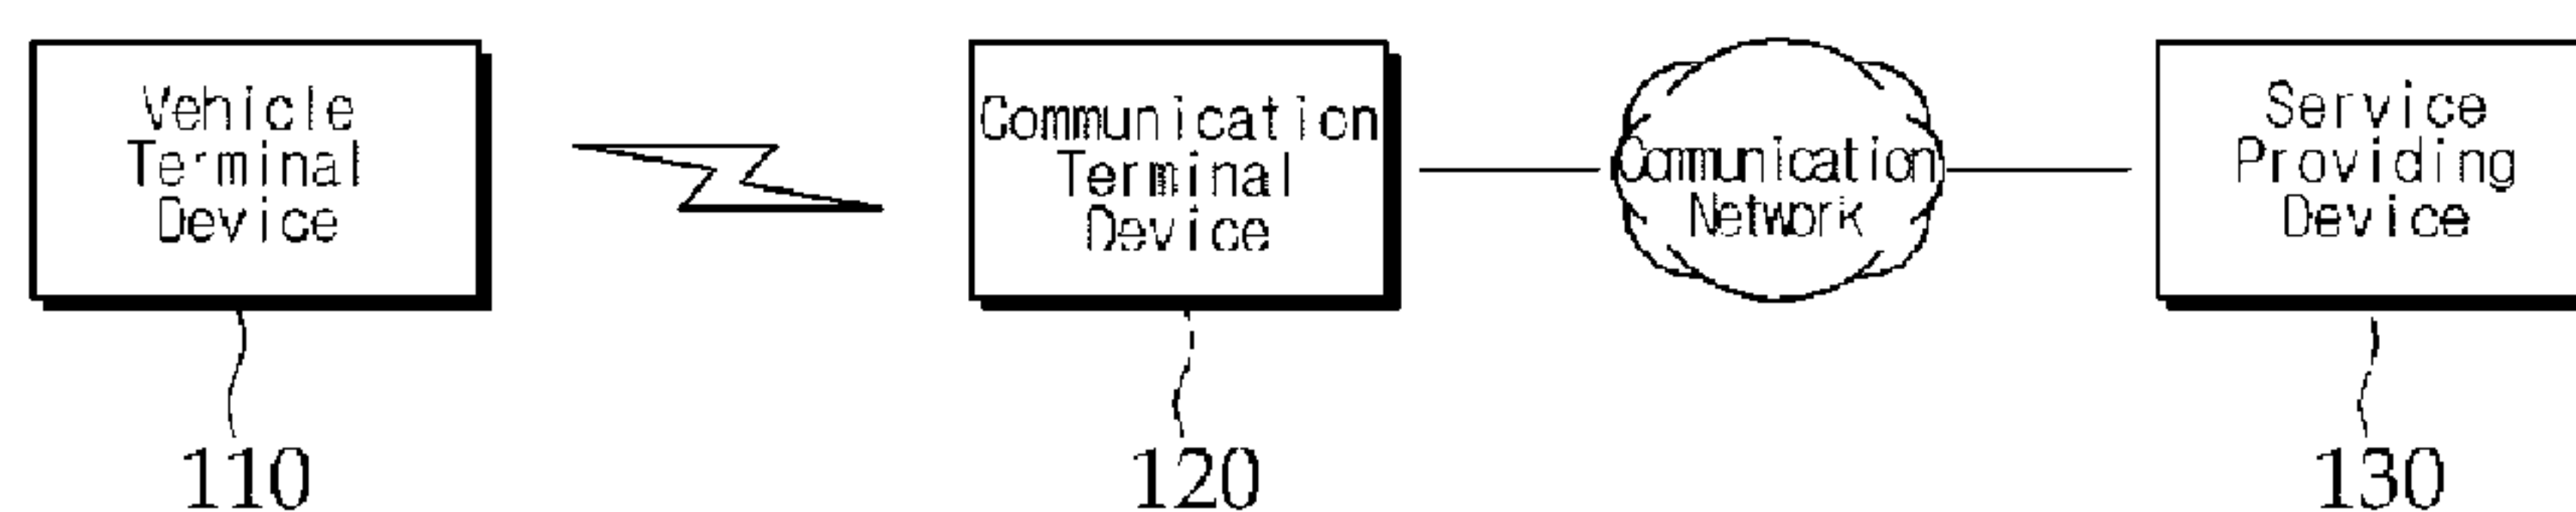 Vehicle
Terminal
Device
Communication
Terminal
Device
Communication
Network
Service
Providing
Device
110
120
130